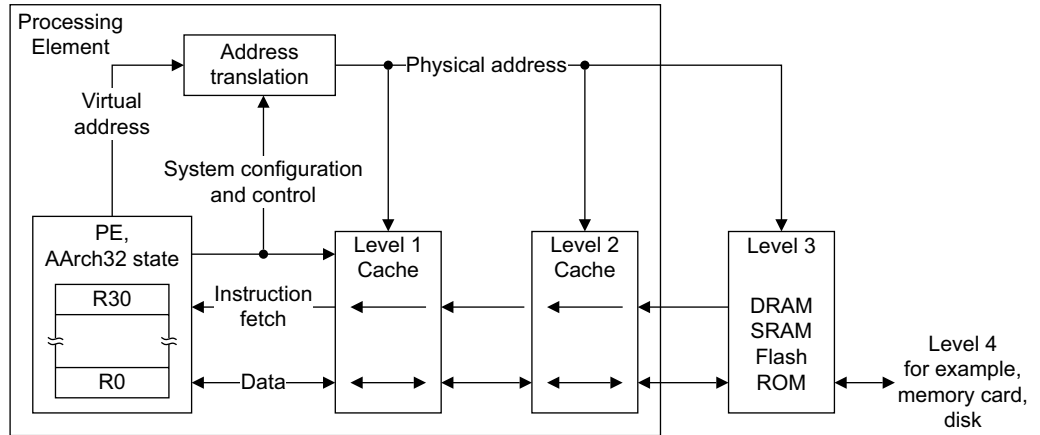 Processing
Element
Address
translation
Physical address
Virtual
address
System configuration
and control
PE,
AArch32 state
R30
R0
Instruction
fetch
Data
Level 1
Cache
Level 2
Cache
Level 3
DRAM
SRAM
Flash
ROM
Level 4
for example,
memory card,
disk